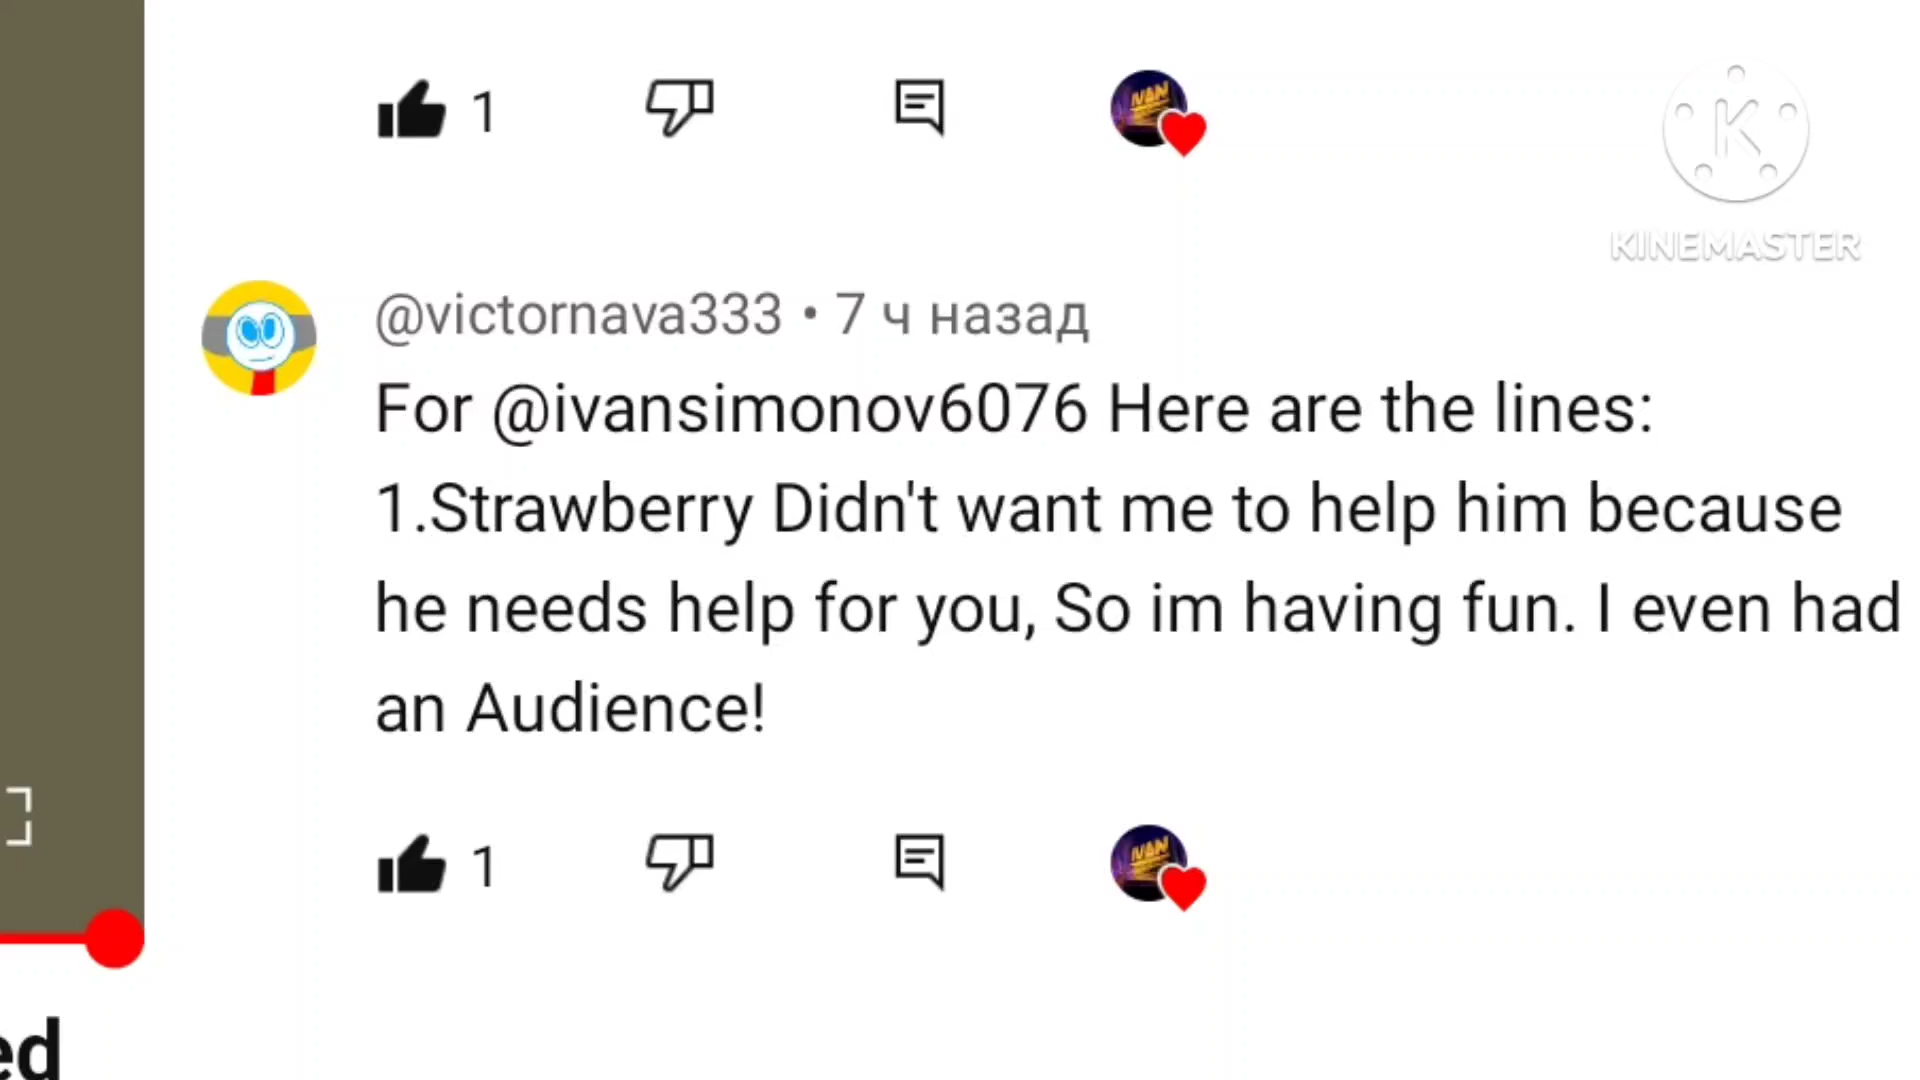 1
KINEMASTER
@victornava333 • 7 ч назад
For @ivansimonov6076 Here are the lines:
1.Strawberry Didn't want me to help him because
he needs help for you, So im having fun. I even had
an Audience!
1
IVAN
ed